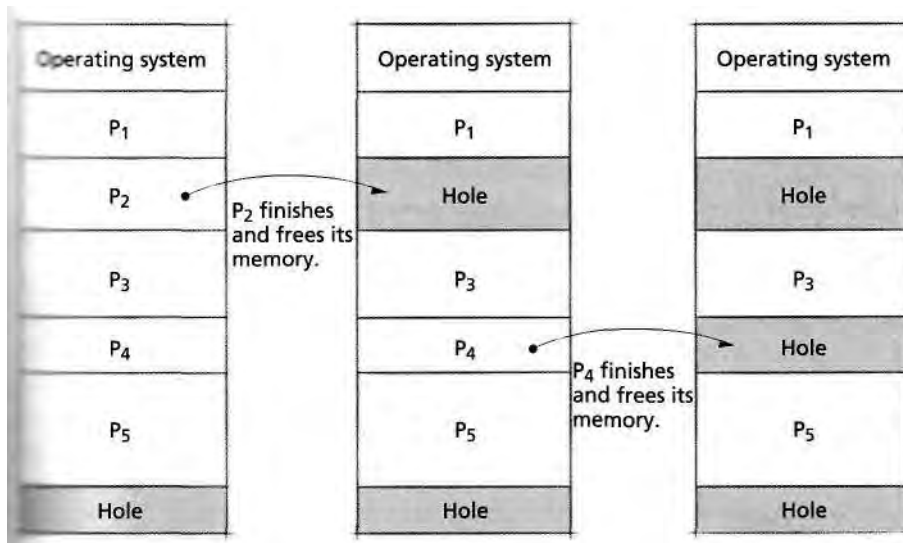 Operating system
P₁
P₂
P₃
P₄
P₅
Hole
P₂ finishes
and frees its
memory.
Operating system
P₁
Hole
P₃
P₄
P₅
Hole
P₄ finishes
and frees its
memory.
Operating system
P₁
Hole
P₃
Hole
P₅
Hole